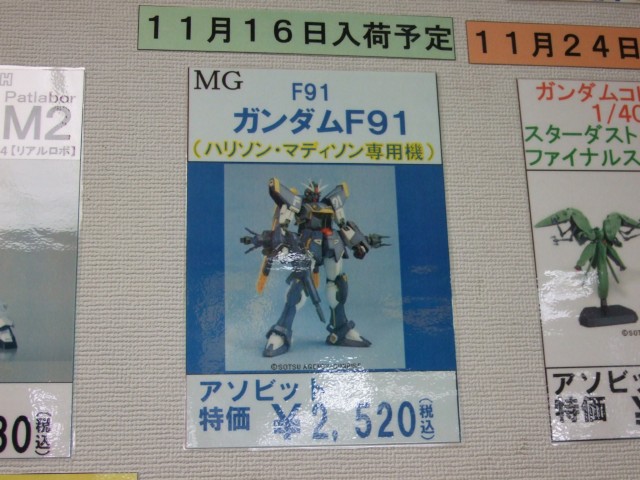 11月16日入荷予定
11月24日
MG
F91
ガンダムF91
(ハリソン・マディソン専用機)
アソビット
特価 ¥2,520(税込)
Patlabor
M2
【リアルロボ】
80(税込)
ガンダムコ
1/40
スターダスト
ファイナルス
アソビッ
特価 ¥